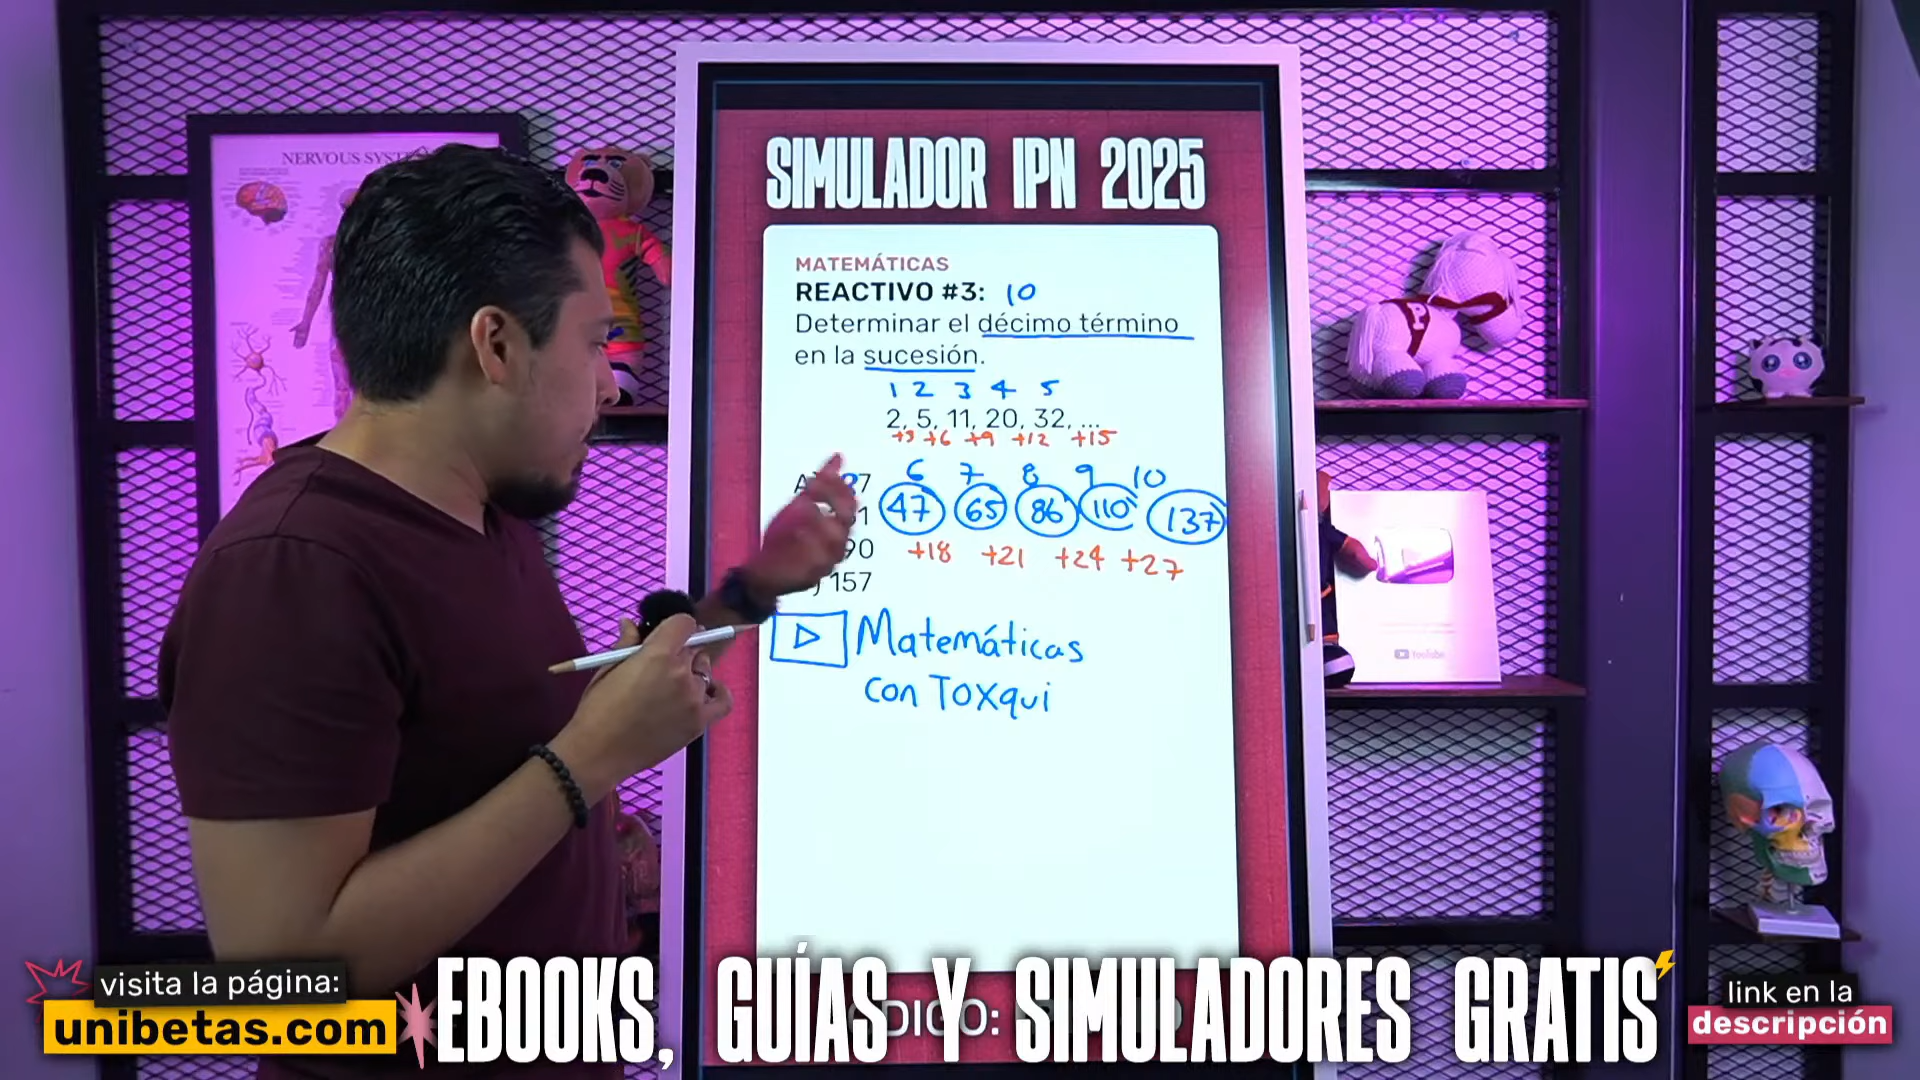 NERVOUS SYST
SIMULADOR IPN 2025
MATEMÁTICAS
REACTIVO #3: 10
Determinar el décimo término
en la sucesión.
1 2 3 4 5
2, 5, 11, 20, 32, ...
+3 +6 +9 +12 +15
6 7 8 9 10
47 65 86 110 137
+18 +21 +24 +27
90
157
Matemáticas
con Toxqui
P
YouTube
visita la página:
unibetas.com
EBOOKS, GUÍAS Y SIMULADORES GRATIS
link en la
descripción